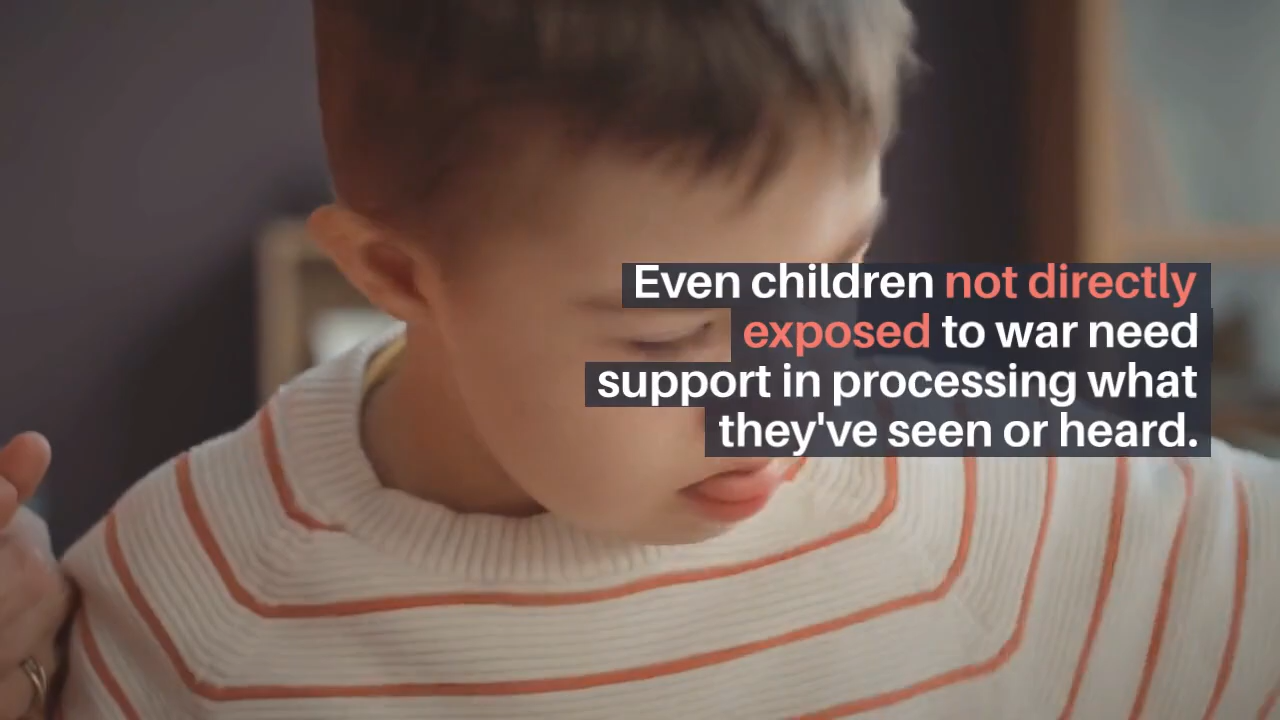 Even children not directly
exposed to war need
support in processing what
they've seen or heard.